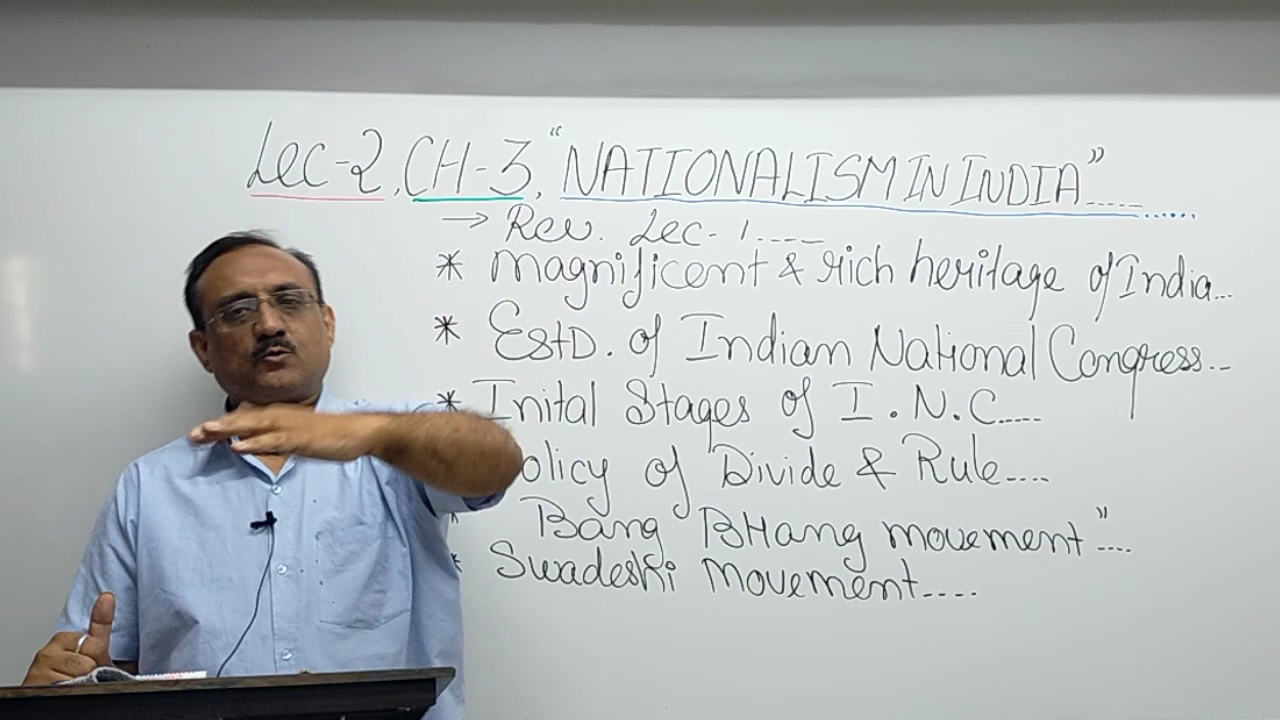 Lec-2, CH-3, "NATIONALISM IN INDIA".....
→ Rev. Lec-1....
* Magnificent & rich heritage of India...
* EstD. of Indian National Congress...
* Inital Stages of I.N.C....
olicy of Divide & Rule....
* Bang BHang movement"....
* Swadeshi Movement....